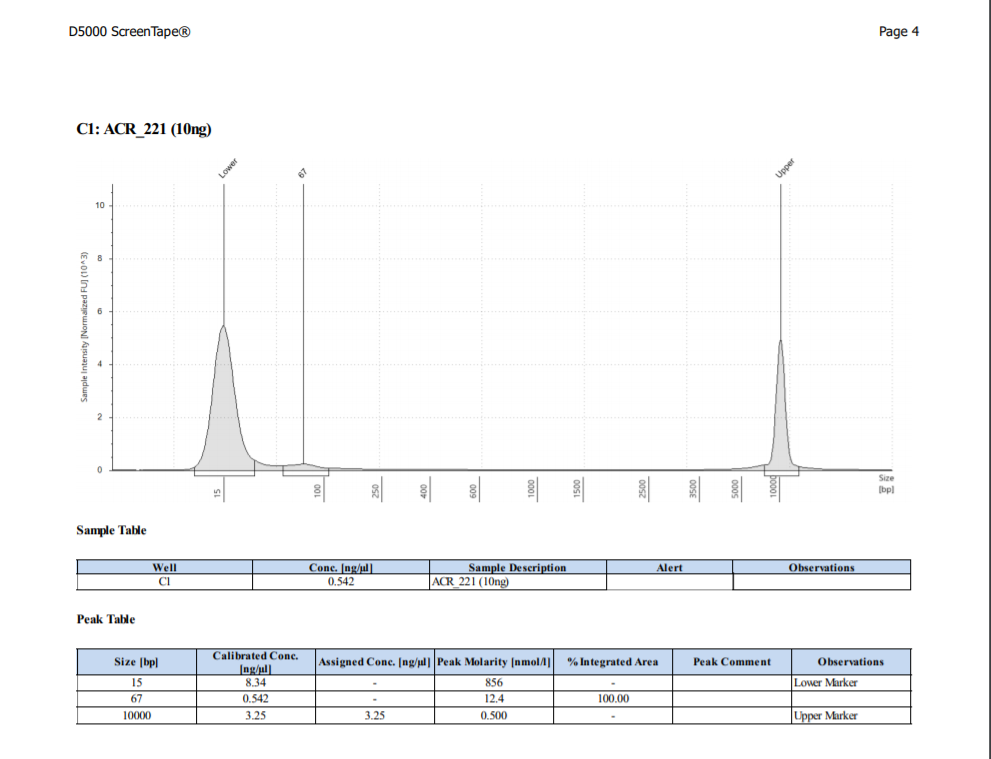 D5000 ScreenTape® Page 4
C1: ACR_221 (10ng)
Lower 67 Upper
Sample Intensity [Normalized FU] (10^3)
10
8
6
4
2
0
15 100 250 400 600 1000 1500 2500 3500 5000 10000 Size [bp]
Sample Table
Well Conc. [ng/µl] Sample Description Alert Observations
C1 0.542 ACR_221 (10ng)
Peak Table
Size [bp] Calibrated Conc. [ng/µl] Assigned Conc. [ng/µl] Peak Molarity [nmol/l] % Integrated Area Peak Comment Observations
15 8.34 - 856 - Lower Marker
67 0.542 - 12.4 100.00
10000 3.25 3.25 0.500 - Upper Marker